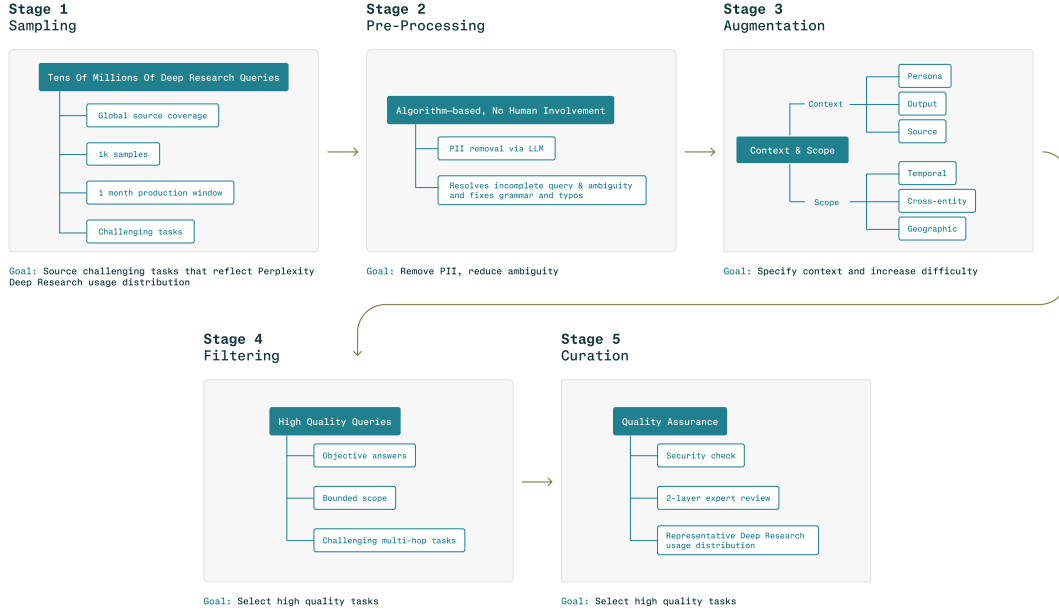 Stage 1
Sampling
Tens Of Millions Of Deep Research Queries
Global source coverage
1k samples
1 month production window
Challenging tasks
Goal: Source challenging tasks that reflect Perplexity
Deep Research usage distribution
Stage 2
Pre-Processing
Algorithm—based, No Human Involvement
PII removal via LLM
Resolves incomplete query & ambiguity
and fixes grammar and typos
Goal: Remove PII, reduce ambiguity
Stage 3
Augmentation
Context & Scope
Context
Persona
Output
Source
Scope
Temporal
Cross-entity
Geographic
Goal: Specify context and increase difficulty
Stage 4
Filtering
High Quality Queries
Objective answers
Bounded scope
Challenging multi-hop tasks
Goal: Select high quality tasks
Stage 5
Curation
Quality Assurance
Security check
2-layer expert review
Representative Deep Research
usage distribution
Goal: Select high quality tasks